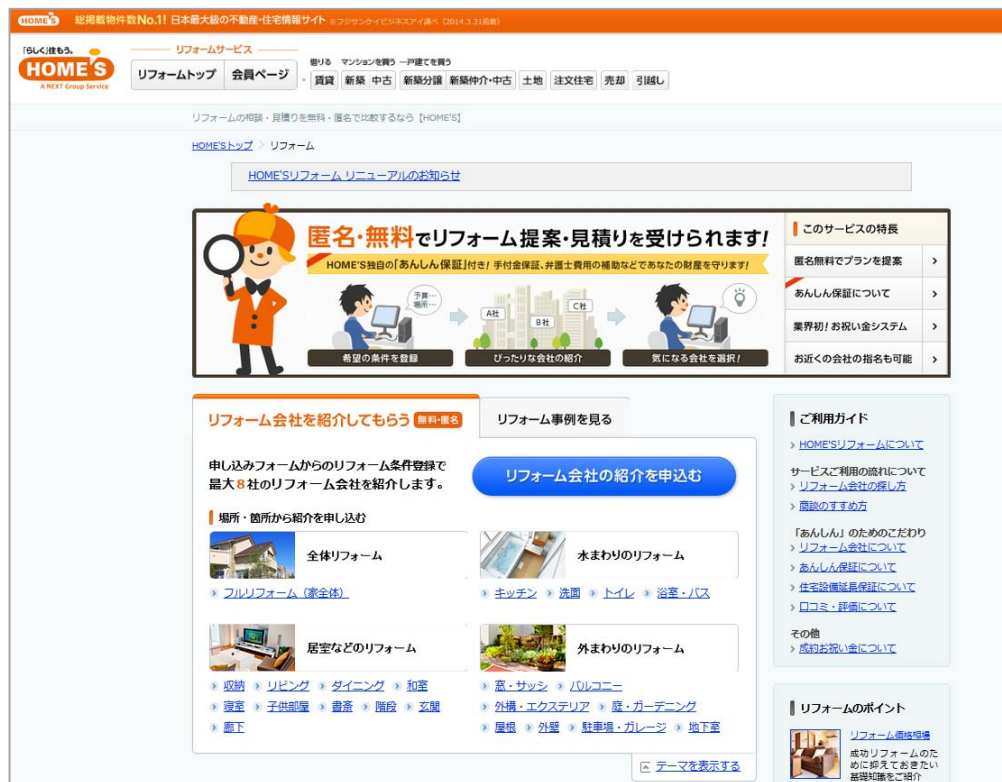 HOME'S 総掲載物件数No.1! 日本最大級の不動産・住宅情報サイト ※フジサンケイビジネスアイ調べ（2014.3.31掲載）
「らしく」住もう。
HOME'S
A NEXT Group Service
リフォームサービス
リフォームトップ 会員ページ
借りる マンションを買う 一戸建てを買う
賃貸 新築 中古 新築分譲 新築仲介・中古 土地 注文住宅 売却 引越し
リフォームの相談・見積りを無料・匿名で比較するなら【HOME'S】
HOME'Sトップ > リフォーム
HOME'Sリフォーム リニューアルのお知らせ
匿名・無料でリフォーム提案・見積りを受けられます!
HOME'S独自の「あんしん保証」付き! 手付金保証、弁護士費用の補助などであなたの財産を守ります!
予算…
場所…
A社
B社
C社
希望の条件を登録
ぴったりな会社の紹介
気になる会社を選択!
このサービスの特長
匿名無料でプランを提案
あんしん保証について
業界初! お祝い金システム
お近くの会社の指名も可能
リフォーム会社を紹介してもらう 無料・匿名
リフォーム事例を見る
申し込みフォームからのリフォーム条件登録で
最大8社のリフォーム会社を紹介します。
リフォーム会社の紹介を申込む
場所・箇所から紹介を申し込む
全体リフォーム
フルリフォーム（家全体）
水まわりのリフォーム
キッチン 洗面 トイレ 浴室・バス
居室などのリフォーム
収納 リビング ダイニング 和室
寝室 子供部屋 書斎 階段 玄関
廊下
外まわりのリフォーム
窓・サッシ バルコニー
外構・エクステリア 庭・ガーデニング
屋根 外壁 駐車場・ガレージ 地下室
テーマを表示する
ご利用ガイド
HOME'Sリフォームについて
サービスご利用の流れについて
リフォーム会社の探し方
商談のすすめ方
「あんしん」のためのこだわり
リフォーム会社について
あんしん保証について
住宅設備延長保証について
口コミ・評価について
その他
成約お祝い金について
リフォームのポイント
リフォーム価格相場
成功リフォームのた
めに抑えておきたい
基礎知識をご紹介